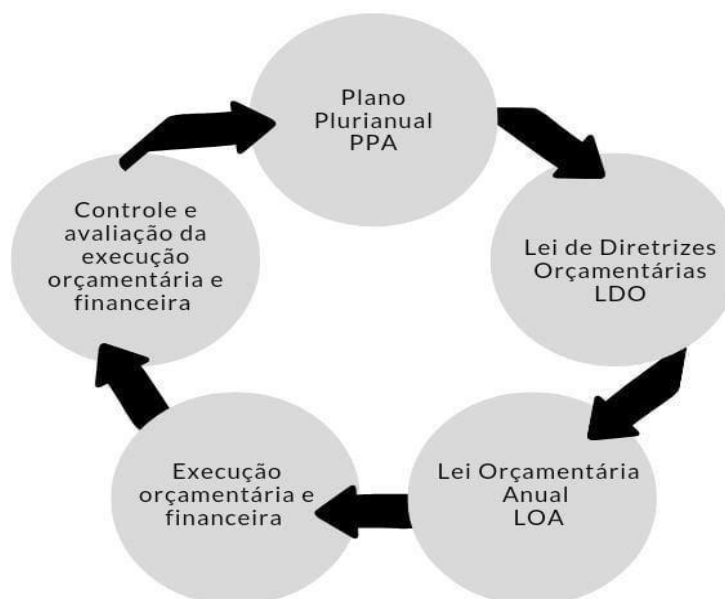 Plano
Plurianual
PPA
Lei de Diretrizes
Orçamentárias
LDO
Lei Orçamentária
Anual
LOA
Execução
orçamentária e
financeira
Controle e
avaliação da
execução
orçamentária e
financeira